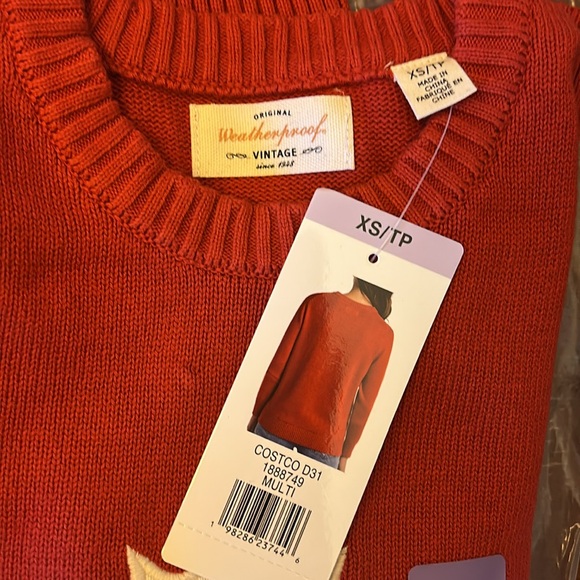 ORIGINAL
Weatherproof
VINTAGE
since 1948
XS/TP
MADE IN
CHINA
FABRIQUÉ EN
CHINE
XS/TP
COSTCO D31
1888749
MULTI
1 98286 23744 6